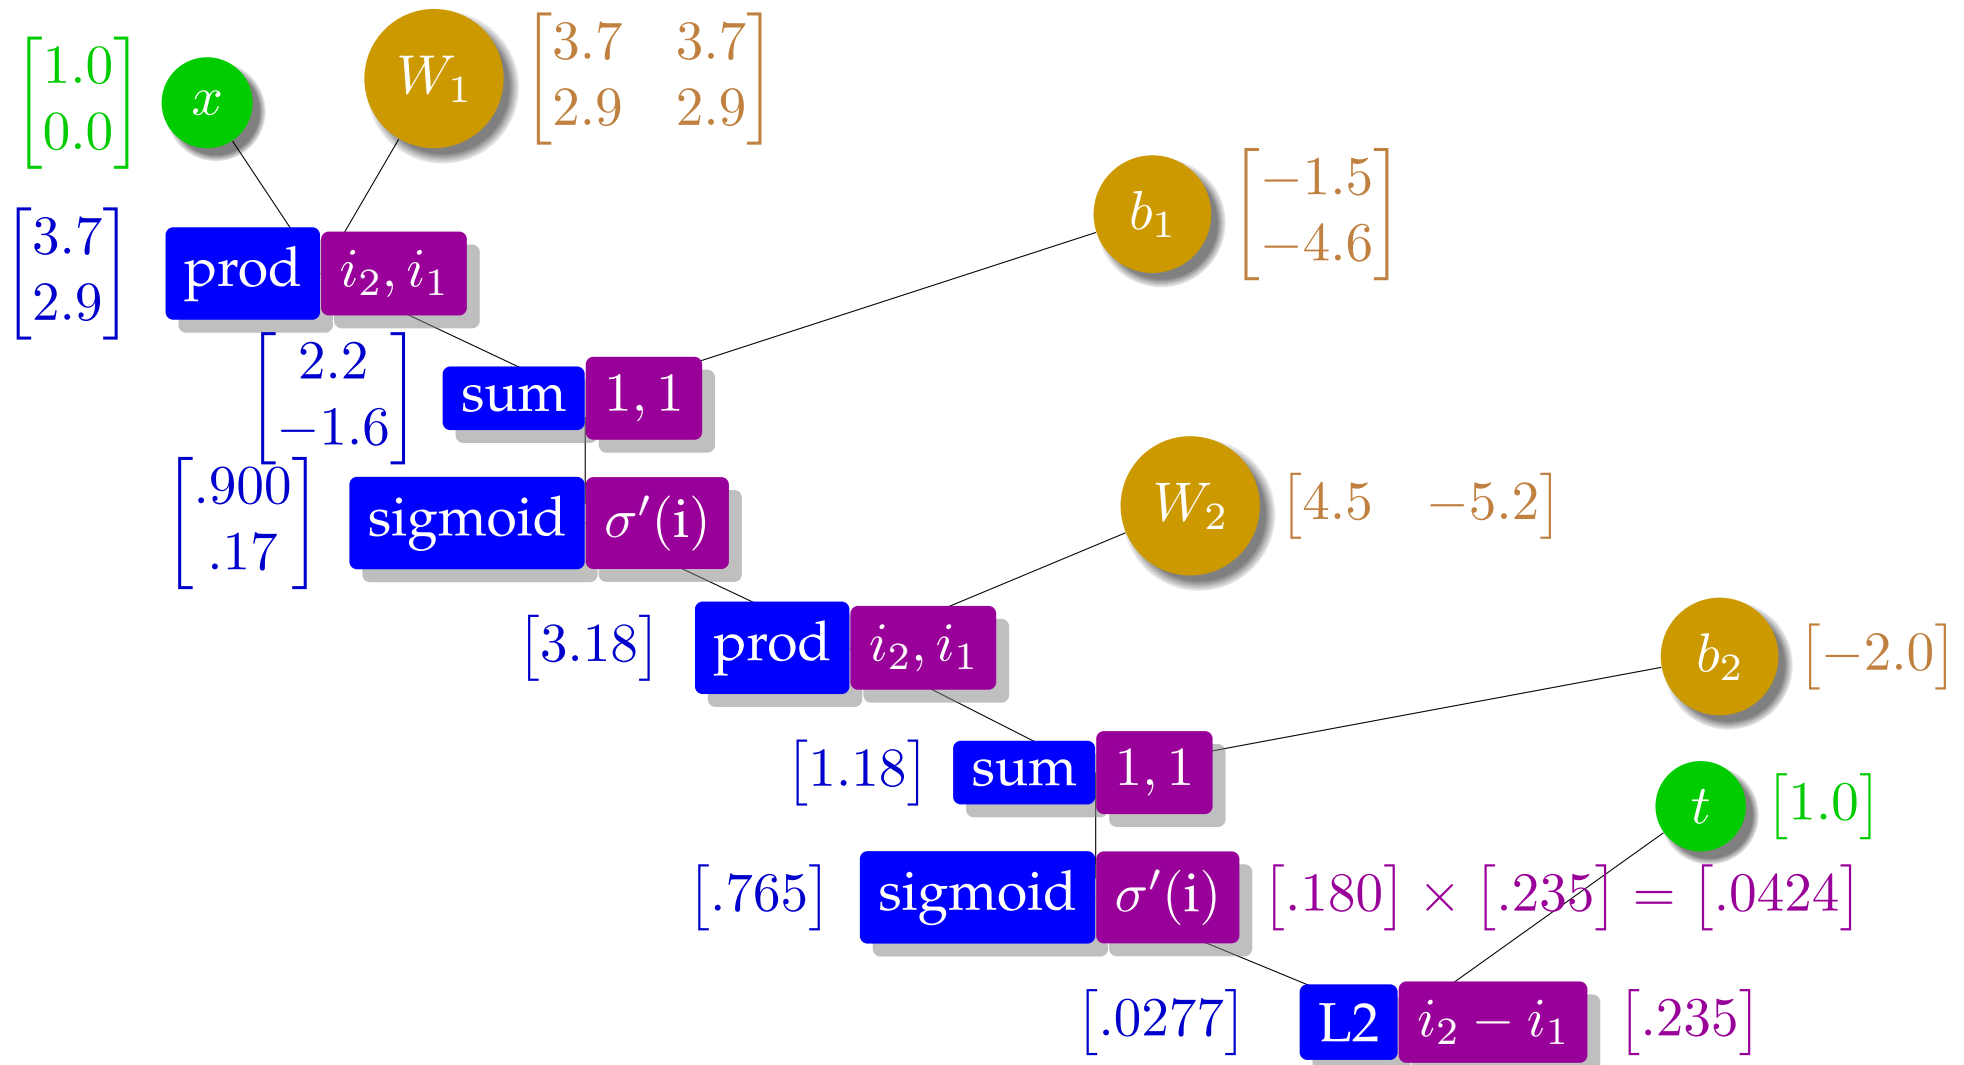 [1.0 0.0] x W₁ [3.7 3.7 2.9 2.9]
[3.7 2.9] prod i₂, i₁ b₁ [−1.5 −4.6]
[2.2 −1.6] sum 1, 1
[.900 .17] sigmoid σ′(i) W₂ [4.5 −5.2]
[3.18] prod i₂, i₁ b₂ [−2.0]
[1.18] sum 1, 1 t [1.0]
[.765] sigmoid σ′(i) [.180] × [.235] = [.0424]
[.0277] L2 i₂ − i₁ [.235]